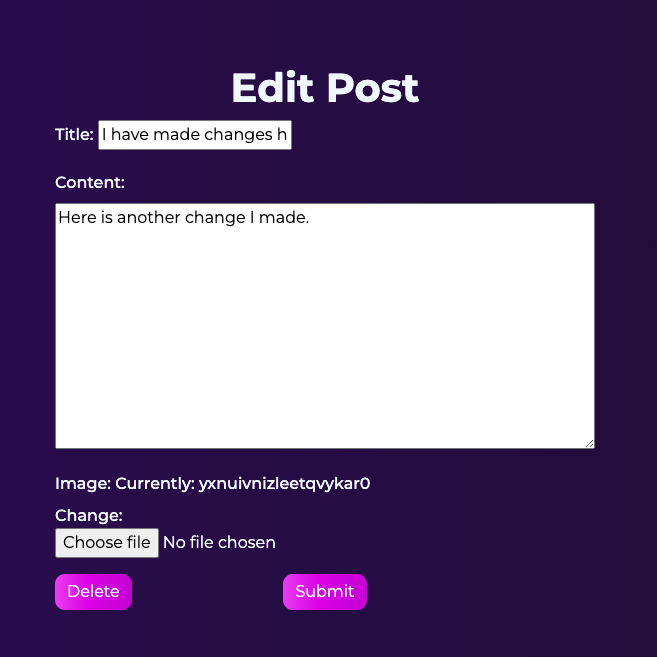 Edit Post
Title: I have made changes h
Content:
Here is another change I made.
Image: Currently: yxnuivnizleetqvykar0
Change:
Choose file No file chosen
Delete Submit